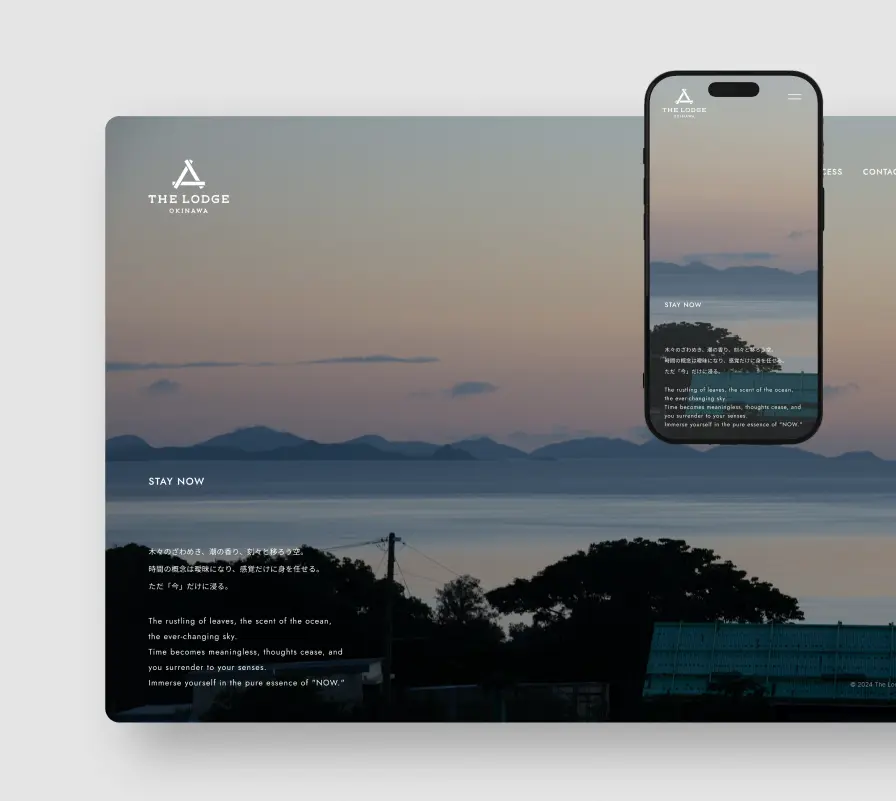 THE LODGE
OKINAWA
CONTAC
STAY NOW
木々のざわめき、潮の香り、刻々と移ろう空。
時間の概念は曖昧になり、感覚だけに身を任せる。
ただ「今」だけに浸る。
The rustling of leaves, the scent of the ocean,
the ever-changing sky.
Time becomes meaningless, thoughts cease, and
you surrender to your senses.
Immerse yourself in the pure essence of "NOW."
© 2024 The Lo
THE LODGE
OKINAWA
STAY NOW
木々のざわめき、潮の香り、刻々と移ろう空。
時間の概念は曖昧になり、感覚だけに身を任せる。
ただ「今」だけに浸る。
The rustling of leaves, the scent of the ocean,
the ever-changing sky.
Time becomes meaningless, thoughts cease, and
you surrender to your senses.
Immerse yourself in the pure essence of "NOW."